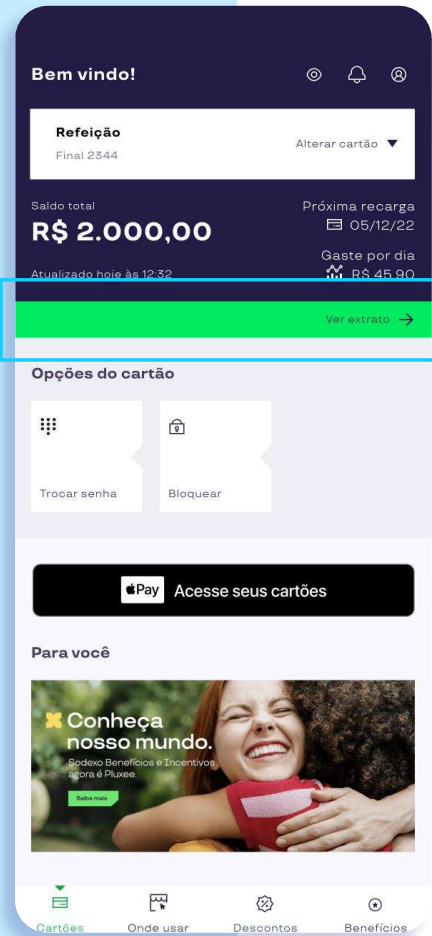 Bem vindo!
Refeição
Final 2344
Alterar cartão
Saldo total
R$ 2.000,00
Atualizado hoje às 12:32
Próxima recarga
05/12/22
Gaste por dia
R$ 45,90
Ver extrato
Opções do cartão
Trocar senha
Bloquear
Pay Acesse seus cartões
Para você
Conheça
nosso mundo.
Sodexo Benefícios e Incentivos
agora é Pluxee.
Saiba mais
Cartões
Onde usar
Descontos
Benefícios